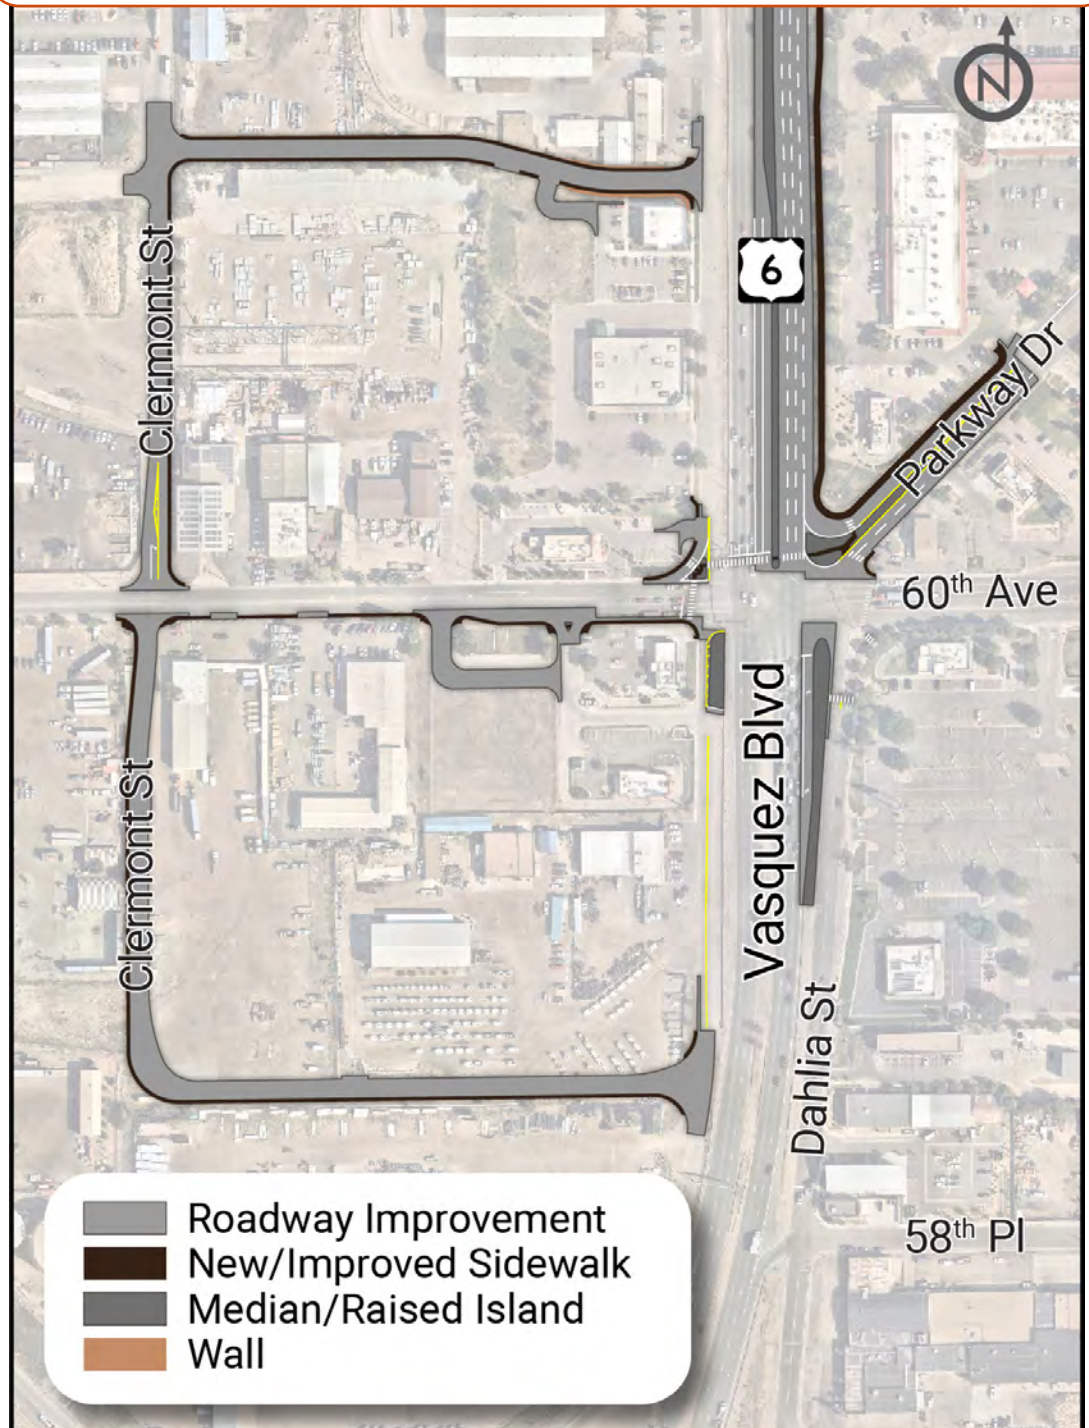 N
Clermont St
6
Parkway Dr
60th Ave
Vasquez Blvd
Clermont St
Dahlia St
58th Pl
Roadway Improvement
New/Improved Sidewalk
Median/Raised Island
Wall